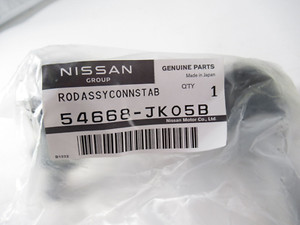 NISSAN
GROUP
GENUINE PARTS
Made in Japan
RODASSYCONNSTAB
QTY
1
54668-JK05B
Nissan Motor Co., Ltd.